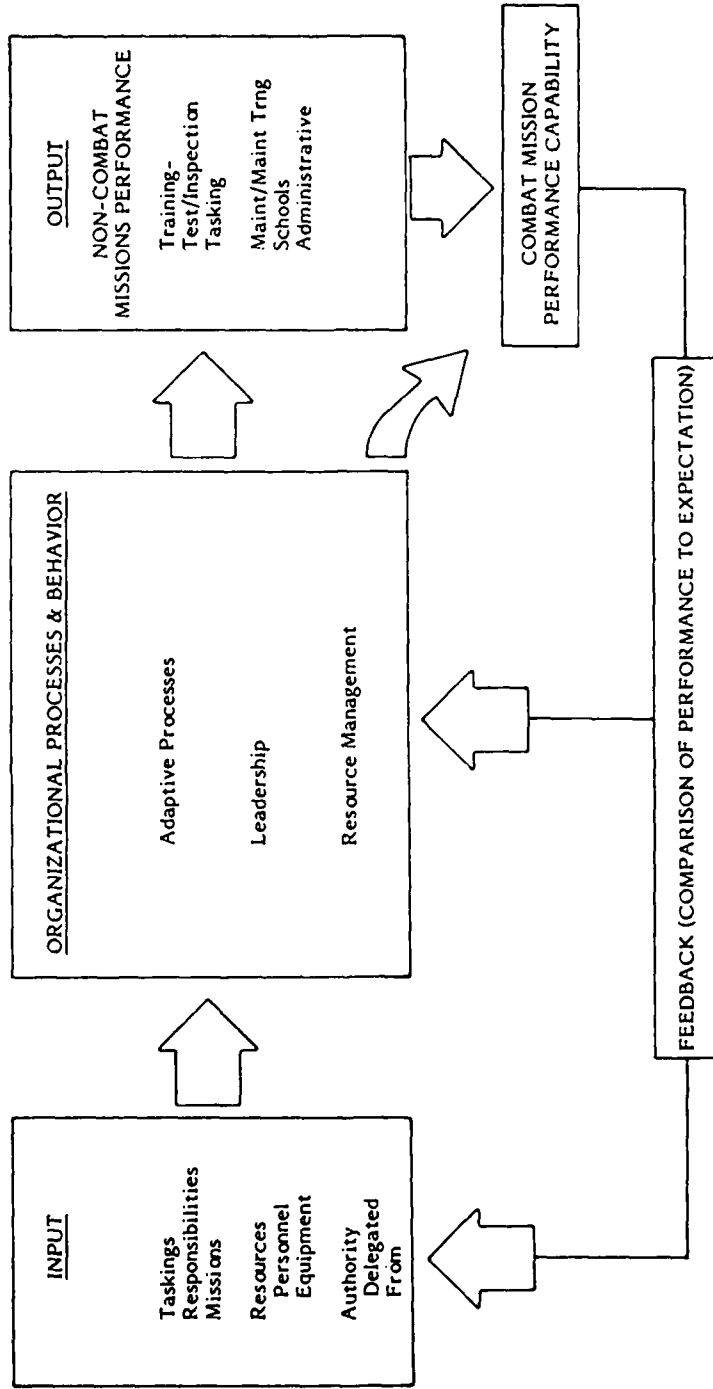 INPUT
Taskings
Responsibilities
Missions
Resources
Personnel
Equipment
Authority
Delegated
From
ORGANIZATIONAL PROCESSES & BEHAVIOR
Adaptive Processes
Leadership
Resource Management
OUTPUT
NON-COMBAT
MISSIONS PERFORMANCE
Training-
Test/Inspection
Tasking
Maint/Maint Trng
Schools
Administrative
COMBAT MISSION
PERFORMANCE CAPABILITY
FEEDBACK (COMPARISON OF PERFORMANCE TO EXPECTATION)